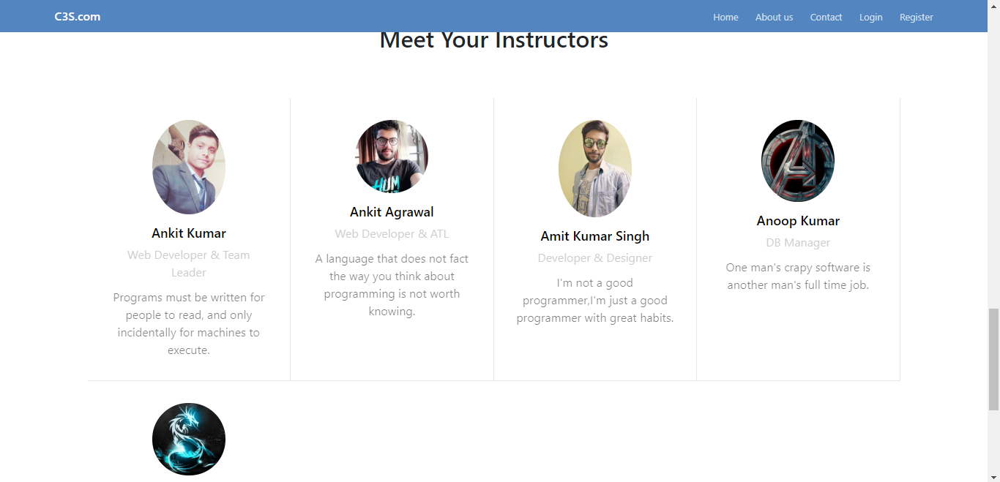 C3S.com
Home About us Contact Login Register
Meet Your Instructors
Ankit Kumar
Web Developer & Team
Leader
Programs must be written for
people to read, and only
incidentally for machines to
execute.
HUM
Ankit Agrawal
Web Developer & ATL
A language that does not fact
the way you think about
programming is not worth
knowing.
Amit Kumar Singh
Developer & Designer
I'm not a good
programmer,I'm just a good
programmer with great habits.
Anoop Kumar
DB Manager
One man's crapy software is
another man's full time job.